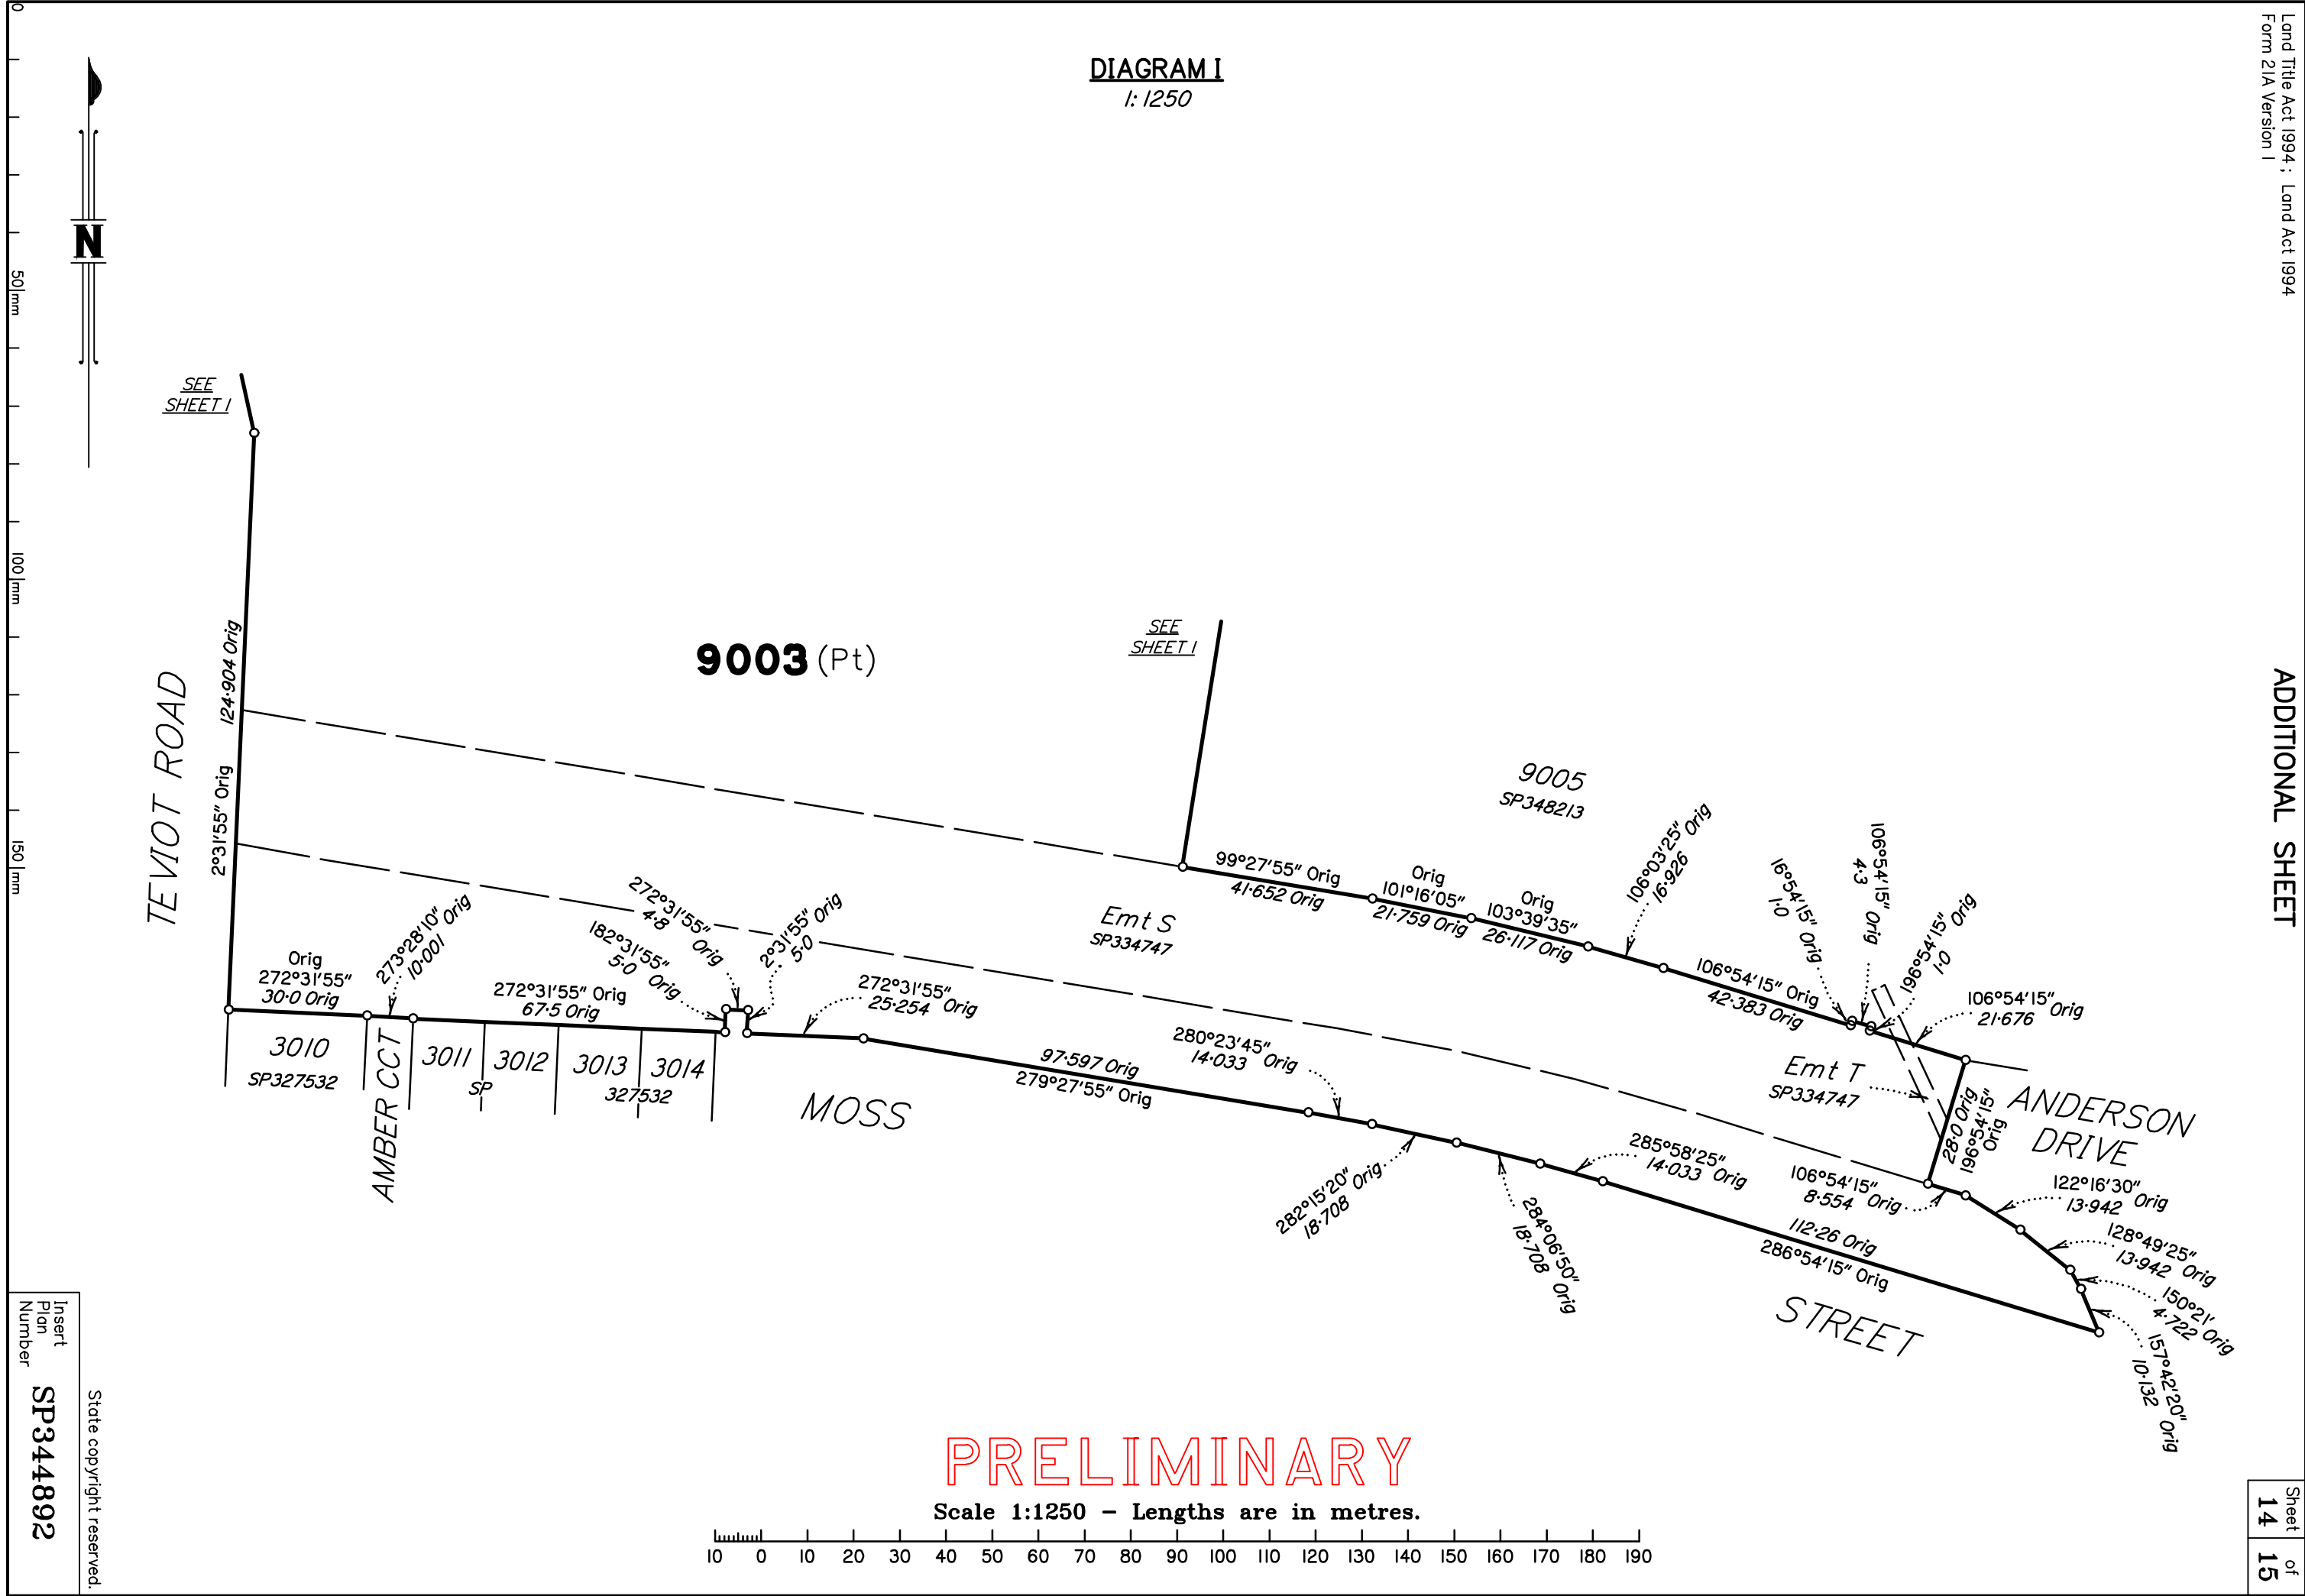 Land Title Act 1994 ; Land Act 1994
Form 21A Version 1
ADDITIONAL SHEET
Sheet 14 of 15
DIAGRAM I
1:1250
0
50 mm
100 mm
150 mm
N
SEE
SHEET 1
TEVIOT ROAD
124·904 Orig
2°31'55" Orig
9003 (Pt)
SEE
SHEET 1
9005
SP348213
99°27'55" Orig
41·652 Orig
Orig
101°16'05"
21·759 Orig
Orig
103°39'35"
26·117 Orig
106°03'25" Orig
16·926
106°54'15" Orig
42·383 Orig
16°54'15" Orig
1·0
106°54'15" Orig
4·3
196°54'15" Orig
1·0
106°54'15" Orig
21·676
Emt S
SP334747
Emt T
SP334747
28·0 Orig
196°54'15"
Orig
ANDERSON
DRIVE
106°54'15"
8·554 Orig
122°16'30" Orig
13·942
128°49'25"
13·942 Orig
150°21'
4·722 Orig
157°42'20"
10·132 Orig
112·26 Orig
286°54'15" Orig
285°58'25"
14·033 Orig
284°06'50"
18·708 Orig
282°15'20" Orig
18·708
280°23'45" Orig
14·033
97·597 Orig
279°27'55" Orig
272°31'55"
25·254 Orig
2°31'55" Orig
5·0
272°31'55"
4·8 Orig
182°31'55"
5·0 Orig
272°31'55" Orig
67·5 Orig
273°28'10" Orig
10·001
Orig
272°31'55"
30·0 Orig
3010
SP327532
AMBER CCT
3011
3012
3013
3014
SP
327532
MOSS
STREET
PRELIMINARY
Scale 1:1250 – Lengths are in metres.
10 0 10 20 30 40 50 60 70 80 90 100 110 120 130 140 150 160 170 180 190
State copyright reserved.
Insert
Plan
Number
SP344892